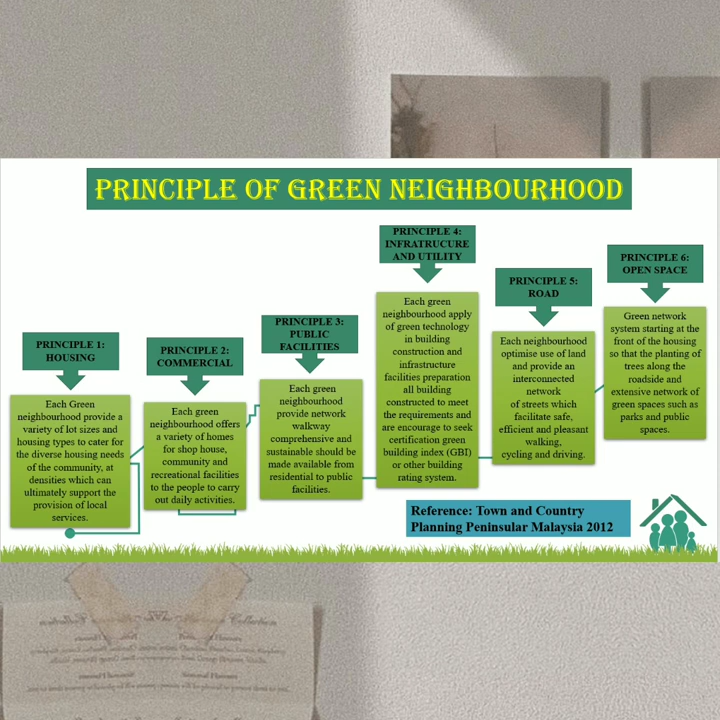 PRINCIPLE OF GREEN NEIGHBOURHOOD
PRINCIPLE 1:
HOUSING
Each Green
neighbourhood provide a
variety of lot sizes and
housing types to cater for
the diverse housing needs
of the community, at
densities which can
ultimately support the
provision of local
services.
PRINCIPLE 2:
COMMERCIAL
Each green
neighbourhood offers
a variety of homes
for shop house,
community and
recreational facilities
to the people to carry
out daily activities.
PRINCIPLE 3:
PUBLIC
FACILITIES
Each green
neighbourhood
provide network
walkway
comprehensive and
sustainable should be
made available from
residential to public
facilities.
PRINCIPLE 4:
INFRATRUCURE
AND UTILITY
Each green
neighbourhood apply
of green technology
in building
construction and
infrastructure
facilities preparation
all building
constructed to meet
the requirements and
are encourage to seek
certification green
building index (GBI)
or other building
rating system.
PRINCIPLE 5:
ROAD
Each neighbourhood
optimise use of land
and provide an
interconnected
network
of streets which
facilitate safe,
efficient and pleasant
walking,
cycling and driving.
PRINCIPLE 6:
OPEN SPACE
Green network
system starting at the
front of the housing
so that the planting of
trees along the
roadside and
extensive network of
green spaces such as
parks and public
spaces.
Reference: Town and Country
Planning Peninsular Malaysia 2012